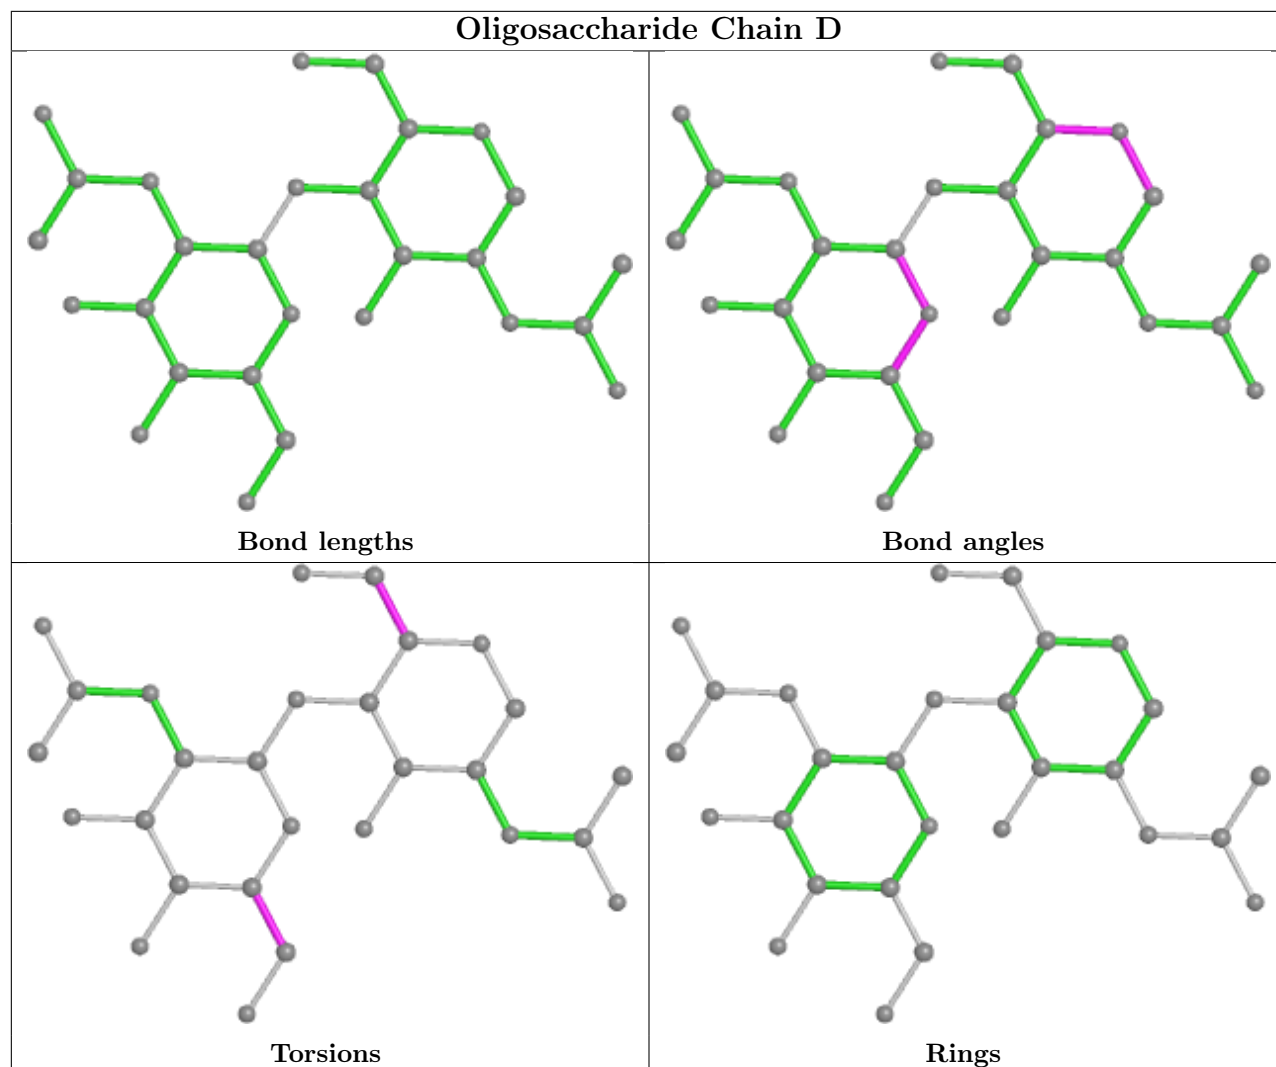 Oligosaccharide Chain D
Bond lengths
Bond angles
Torsions
Rings